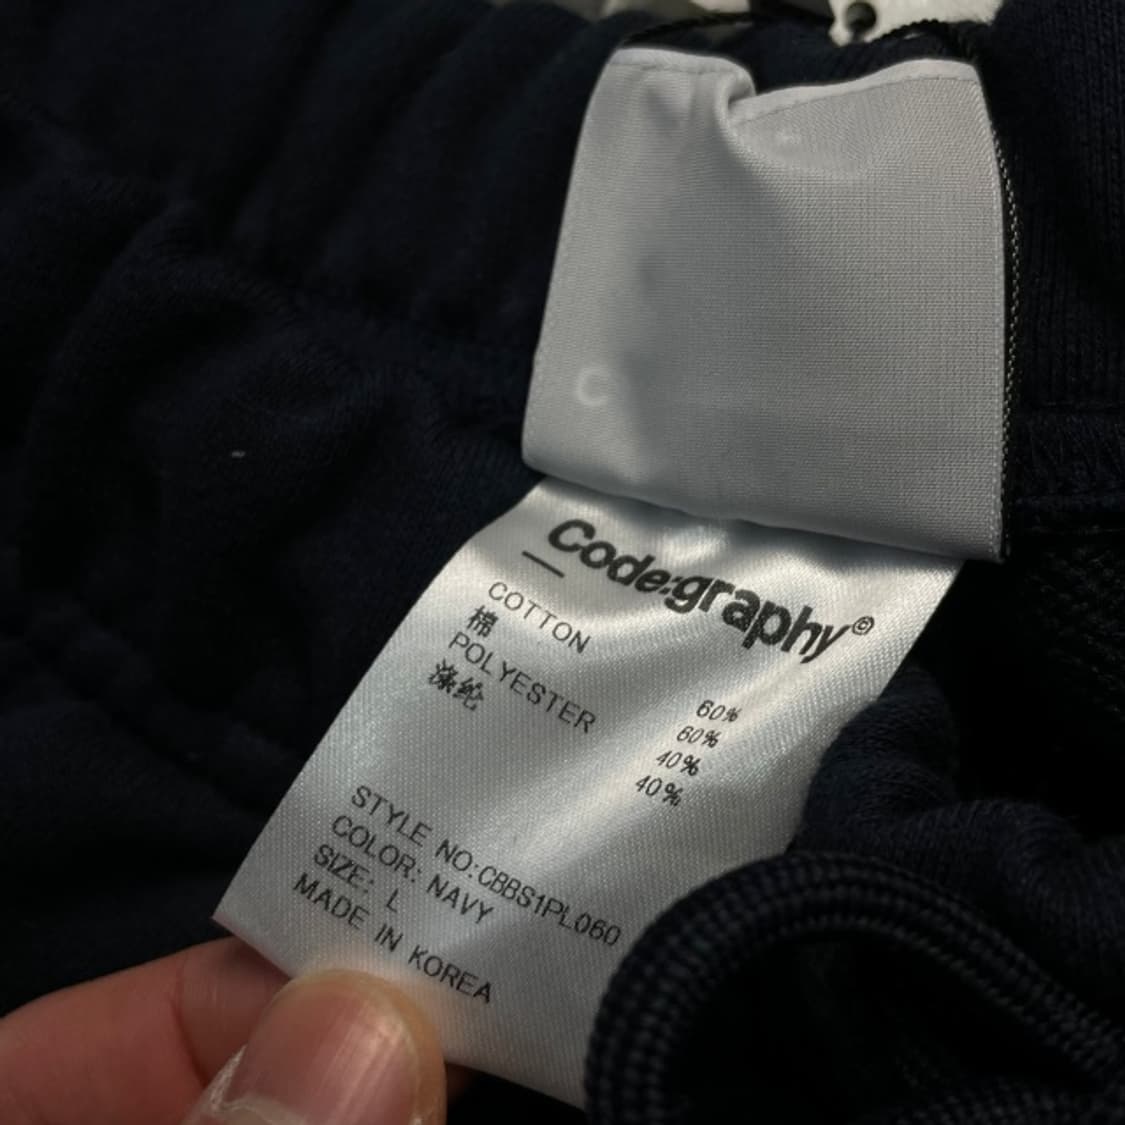 Code:graphy©
COTTON 60%
棉 60%
POLYESTER 40%
涤纶 40%
STYLE NO:CBBS1PL060
COLOR: NAVY
SIZE: L
MADE IN KOREA